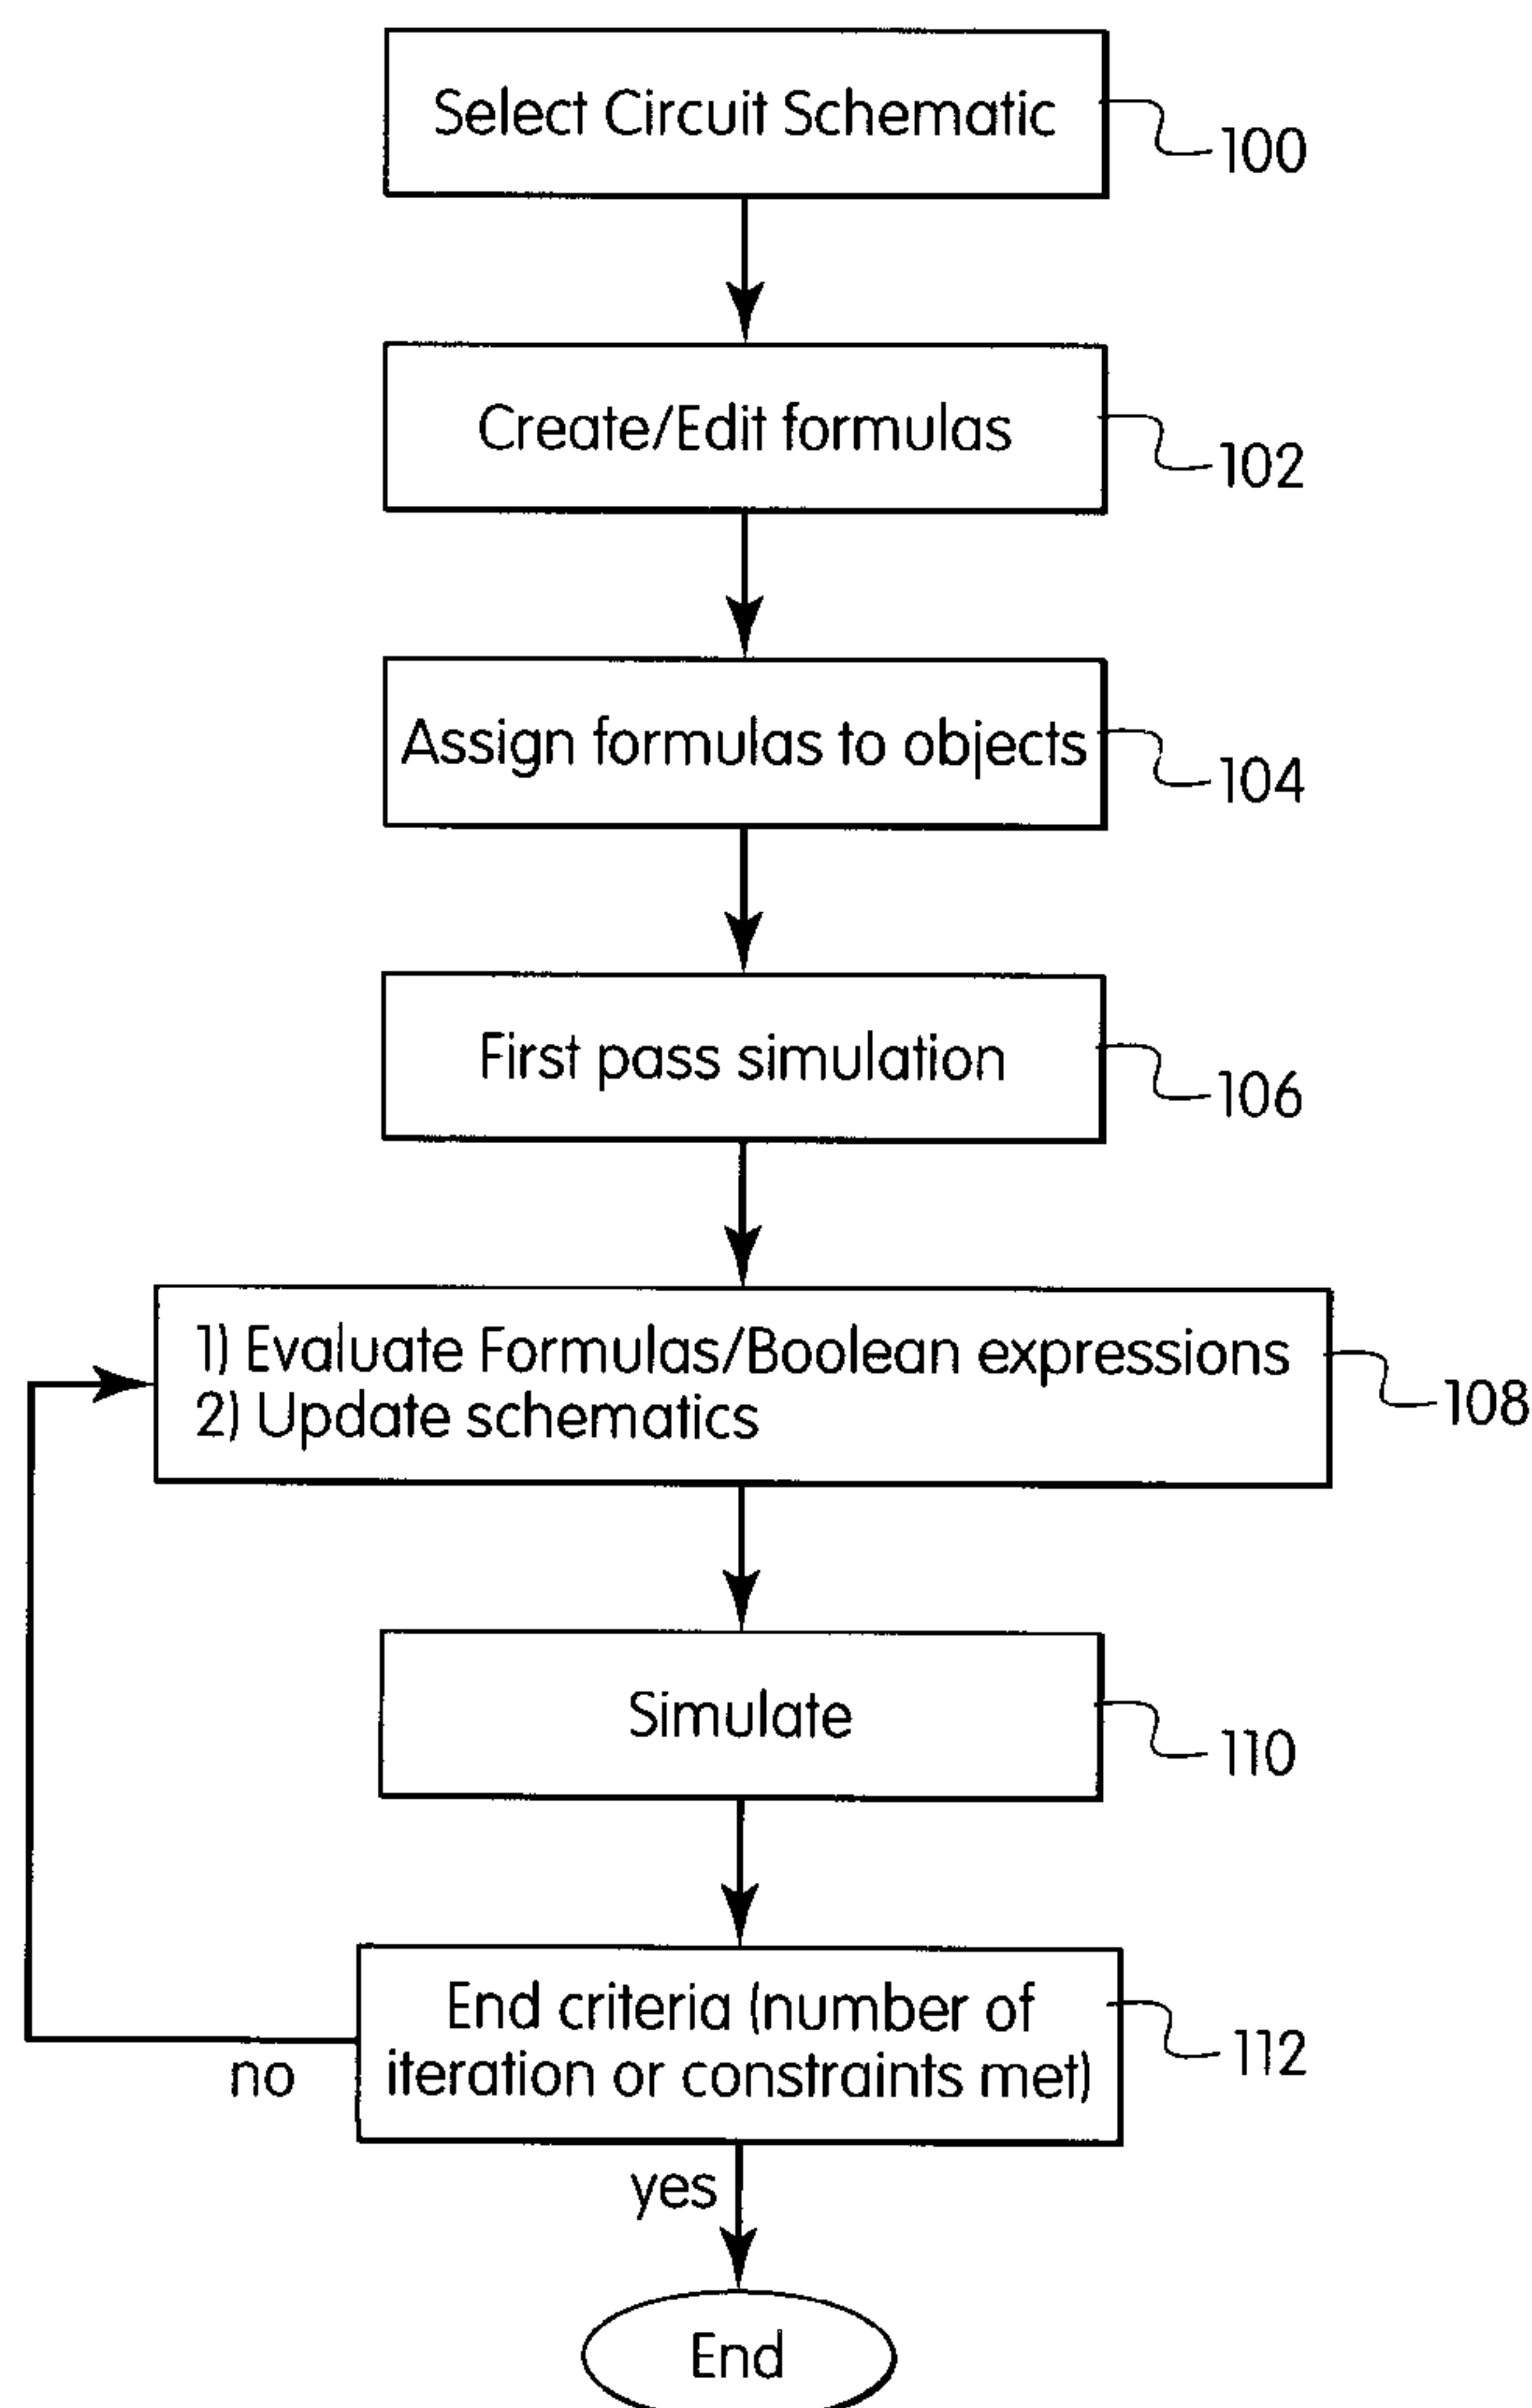 Select Circuit Schematic
100
Create/Edit formulas
102
Assign formulas to objects
104
First pass simulation
106
1) Evaluate Formulas/Boolean expressions
2) Update schematics
108
Simulate
110
End criteria (number of
iteration or constraints met)
112
no
yes
End